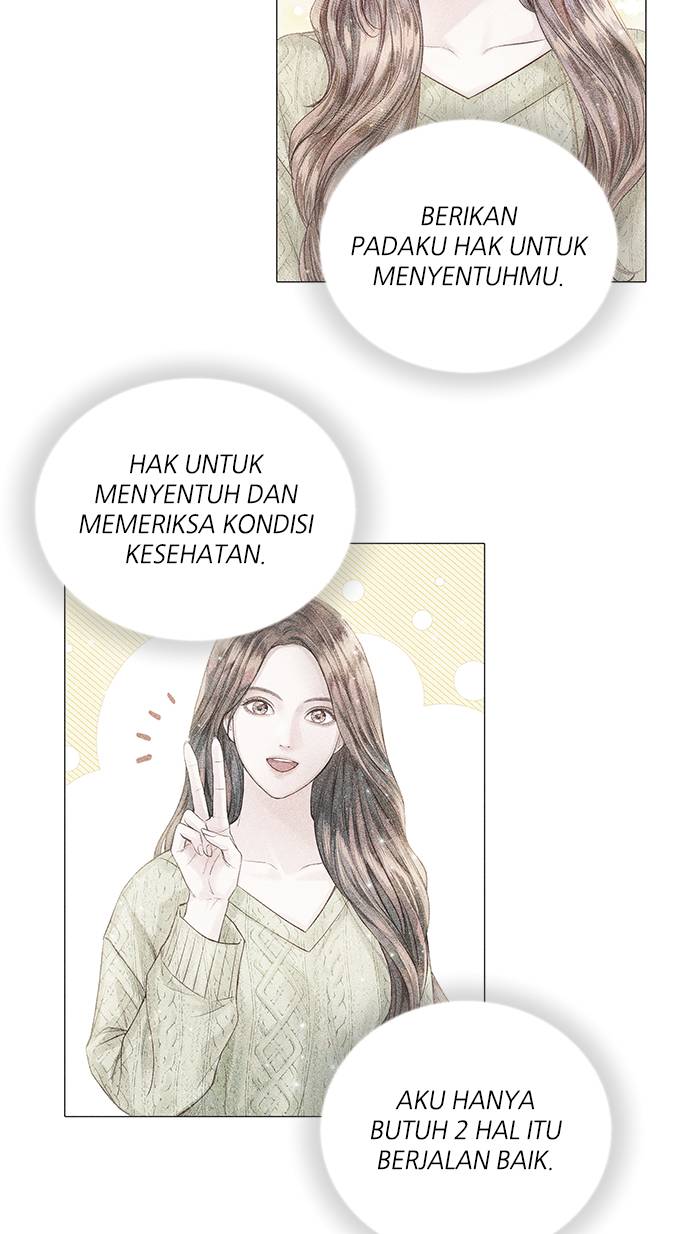 BERIKAN
PADAKU HAK UNTUK
MENYENTUHMU.
HAK UNTUK
MENYENTUH DAN
MEMERIKSA KONDISI
KESEHATAN.
AKU HANYA
BUTUH 2 HAL ITU
BERJALAN BAIK.